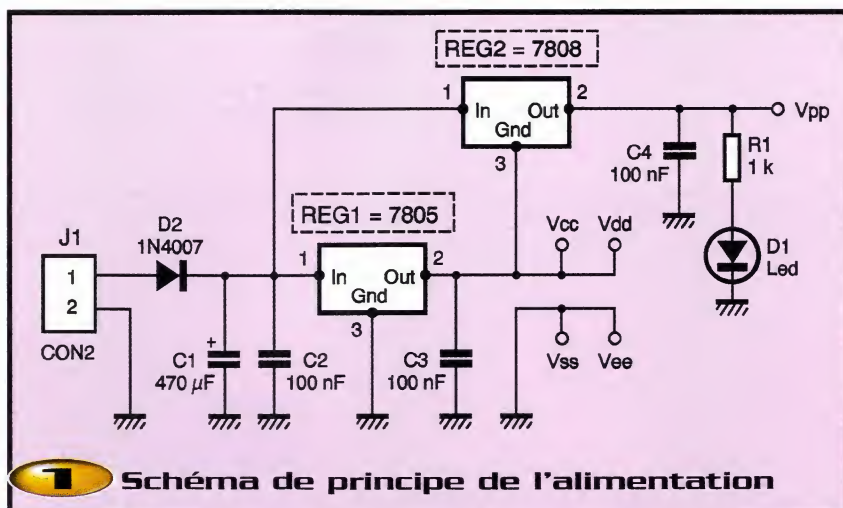 REG2 = 7808
1
In
Out
2
Gnd
3
Vpp
C4
100 nF
R1
1 k
D1
Led
REG1 = 7805
1
In
Out
2
Gnd
3
Vcc
Vdd
Vss
Vee
J1
1
2
CON2
D2
1N4007
+
C1
470 µF
C2
100 nF
C3
100 nF
1 Schéma de principe de l'alimentation